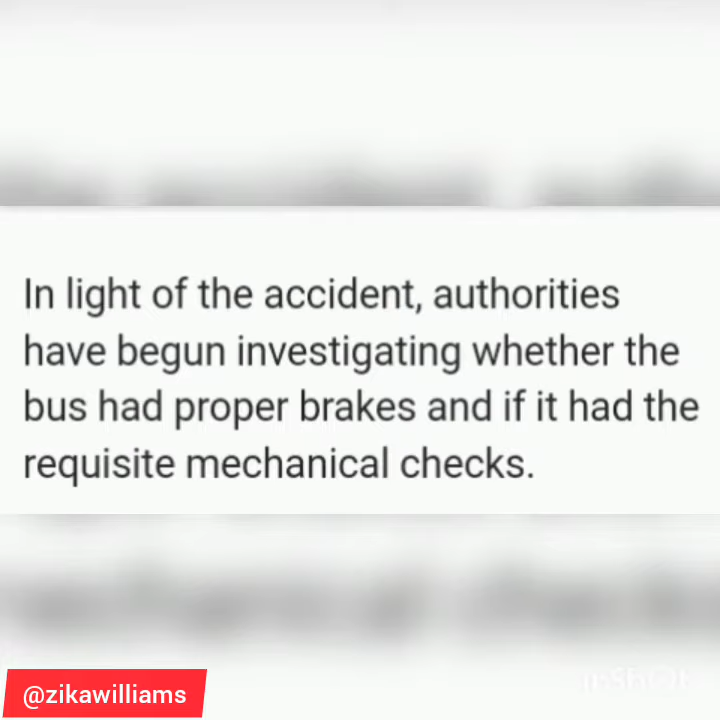 In light of the accident, authorities
have begun investigating whether the
bus had proper brakes and if it had the
requisite mechanical checks.
@zikawilliams